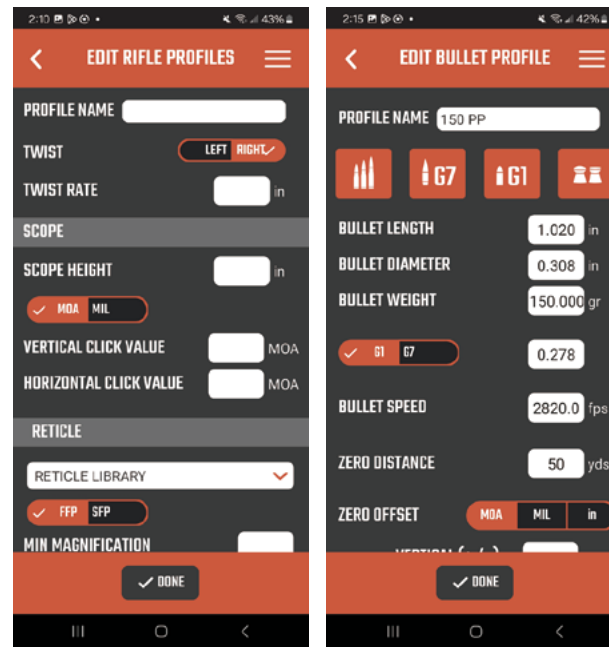 2:10 43%
EDIT RIFLE PROFILES
PROFILE NAME
TWIST LEFT RIGHT
TWIST RATE in
SCOPE
SCOPE HEIGHT in
MOA MIL
VERTICAL CLICK VALUE MOA
HORIZONTAL CLICK VALUE MOA
RETICLE
RETICLE LIBRARY
FFP SFP
MIN MAGNIFICATION
DONE
2:15 42%
EDIT BULLET PROFILE
PROFILE NAME 150 PP
G7 G1
BULLET LENGTH 1.020 in
BULLET DIAMETER 0.308 in
BULLET WEIGHT 150.000 gr
G1 G7 0.278
BULLET SPEED 2820.0 fps
ZERO DISTANCE 50 yds
ZERO OFFSET MOA MIL in
DONE